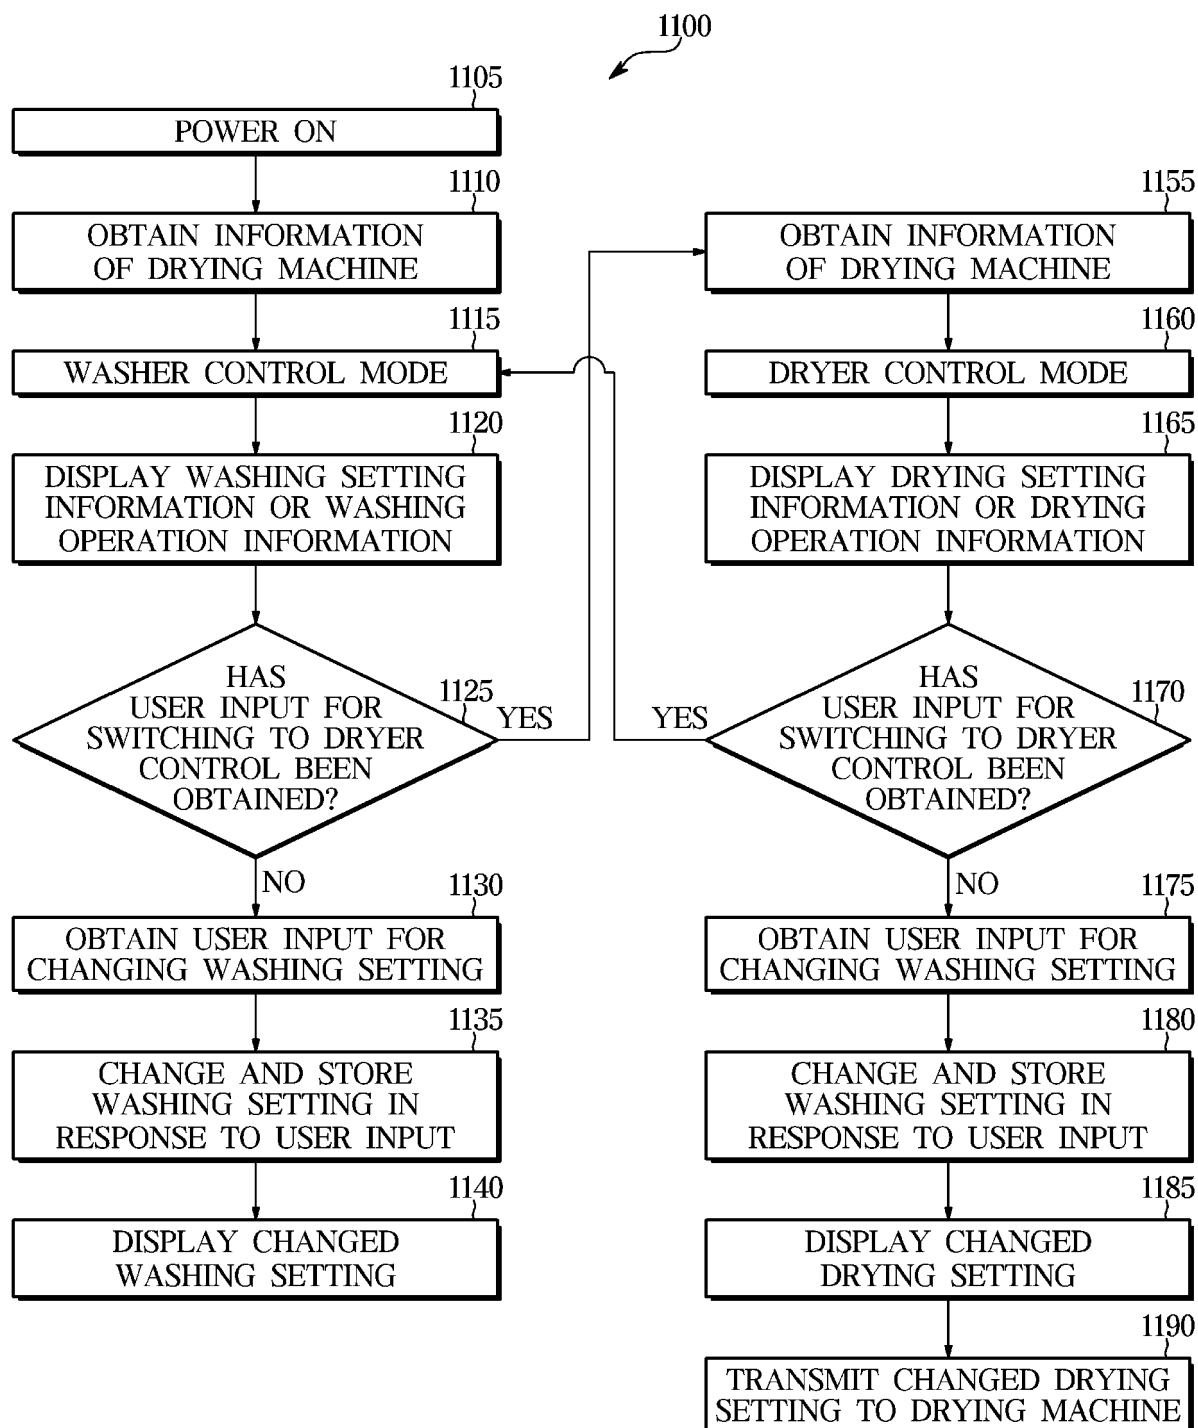 1100
1105
POWER ON
1110
OBTAIN INFORMATION
OF DRYING MACHINE
1115
WASHER CONTROL MODE
1120
DISPLAY WASHING SETTING
INFORMATION OR WASHING
OPERATION INFORMATION
HAS
USER INPUT FOR
SWITCHING TO DRYER
CONTROL BEEN
OBTAINED?
1125
YES
NO
1130
OBTAIN USER INPUT FOR
CHANGING WASHING SETTING
1135
CHANGE AND STORE
WASHING SETTING IN
RESPONSE TO USER INPUT
1140
DISPLAY CHANGED
WASHING SETTING
1155
OBTAIN INFORMATION
OF DRYING MACHINE
1160
DRYER CONTROL MODE
1165
DISPLAY DRYING SETTING
INFORMATION OR DRYING
OPERATION INFORMATION
YES
HAS
USER INPUT FOR
SWITCHING TO DRYER
CONTROL BEEN
OBTAINED?
1170
NO
1175
OBTAIN USER INPUT FOR
CHANGING WASHING SETTING
1180
CHANGE AND STORE
WASHING SETTING IN
RESPONSE TO USER INPUT
1185
DISPLAY CHANGED
DRYING SETTING
1190
TRANSMIT CHANGED DRYING
SETTING TO DRYING MACHINE